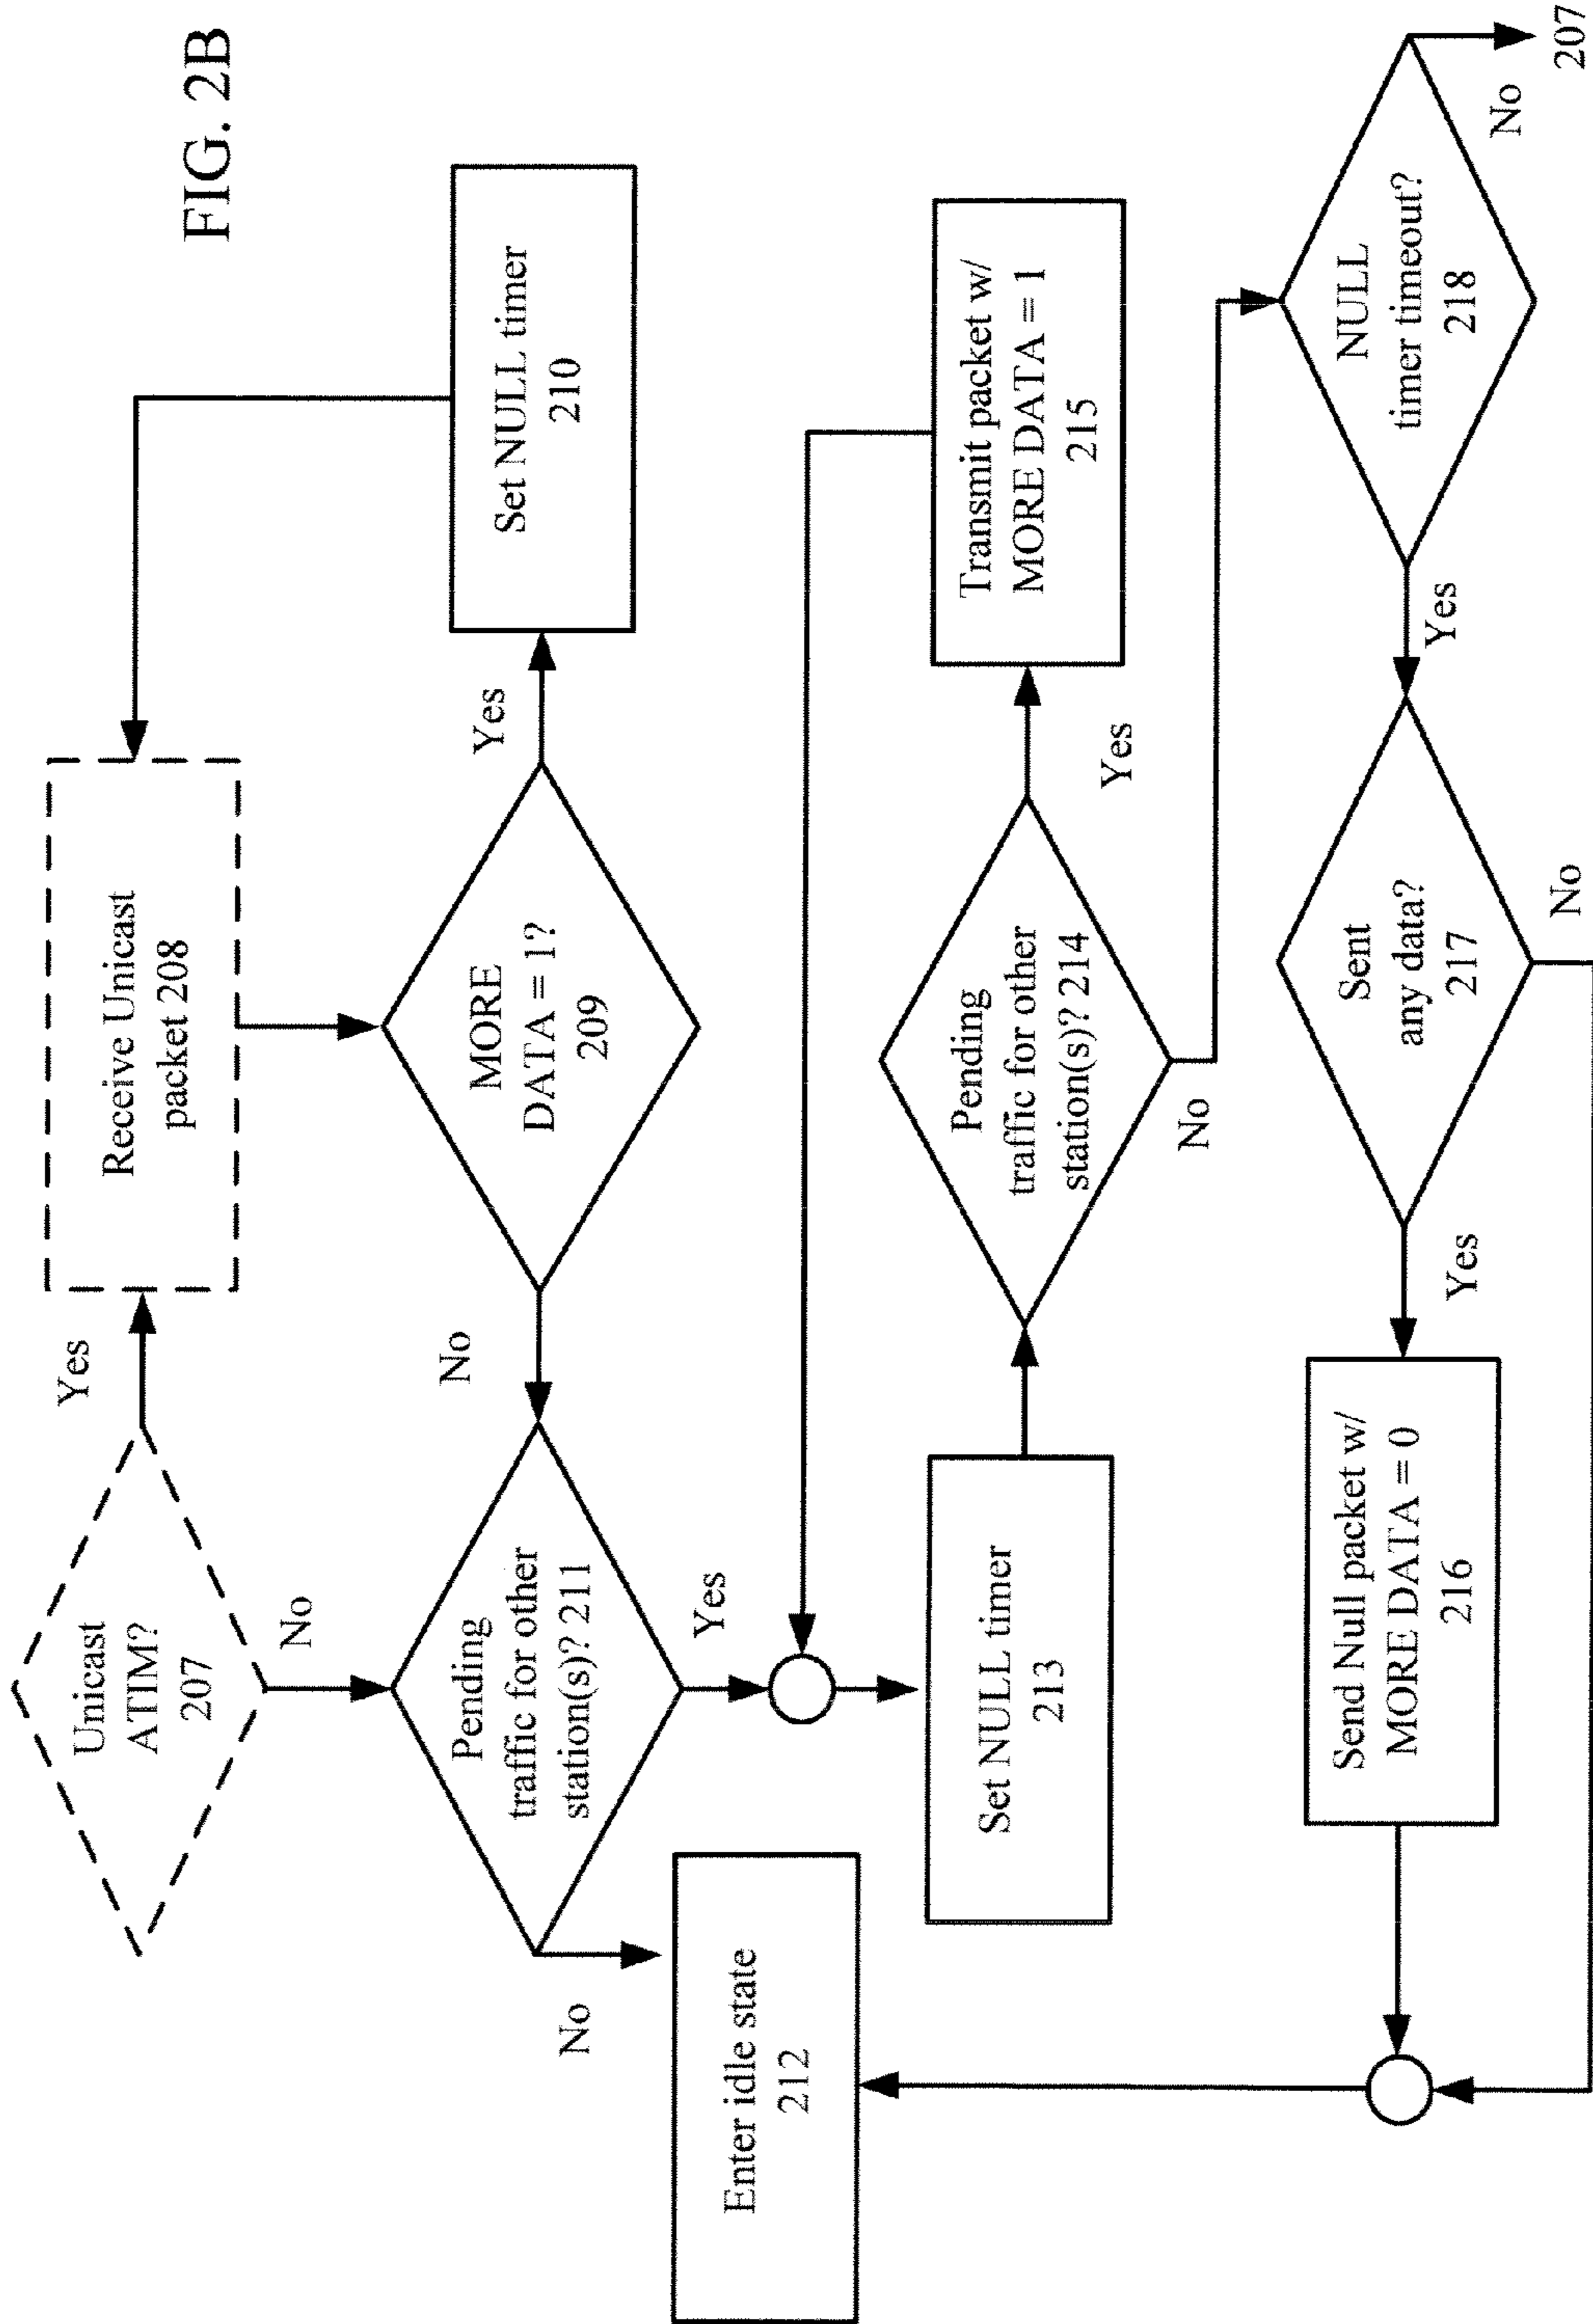 FIG. 2B
Unicast
ATIM?
207
Yes
No
Receive Unicast
packet 208
MORE
DATA = 1?
209
No
Yes
Set NULL timer
210
Pending
traffic for other
station(s)? 211
No
Yes
Enter idle state
212
Set NULL timer
213
Pending
traffic for other
station(s)? 214
Yes
No
Transmit packet w/
MORE DATA = 1
215
Send Null packet w/
MORE DATA = 0
216
Yes
Sent
any data?
217
No
Yes
NULL
timer timeout?
218
No
207